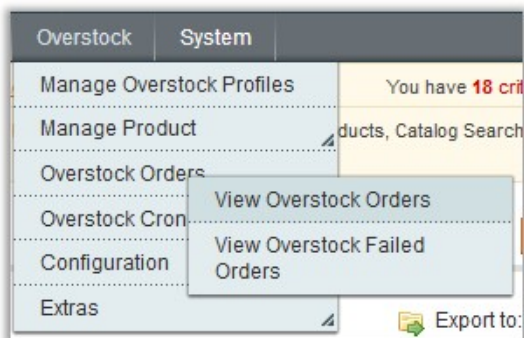 Overstock System
Manage Overstock Profiles
You have 18 crit
Manage Product
ducts, Catalog Search
Overstock Orders
View Overstock Orders
Overstock Cron
View Overstock Failed
Orders
Configuration
Extras
Export to: